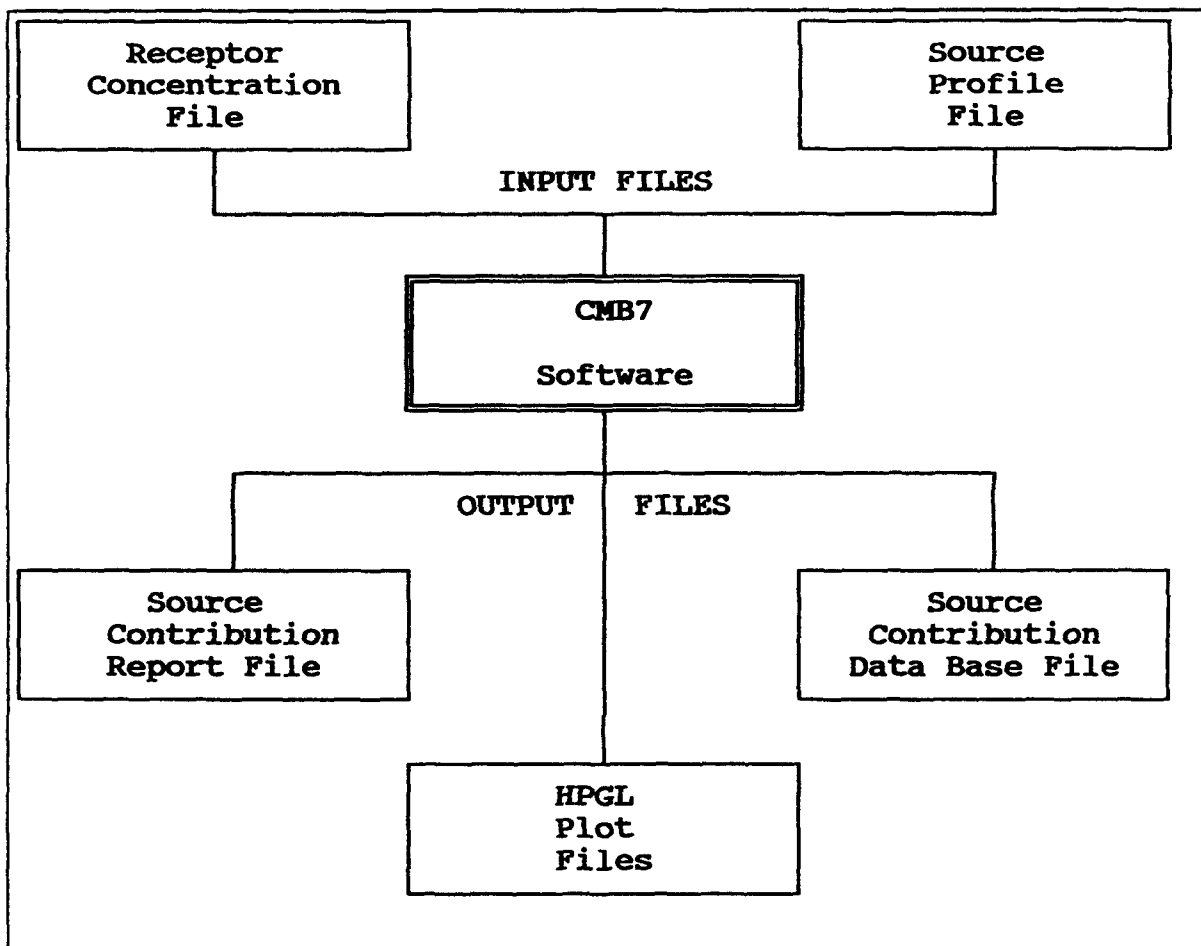 Receptor
Concentration
File
Source
Profile
File
INPUT FILES
CMB7
Software
OUTPUT FILES
Source
Contribution
Report File
Source
Contribution
Data Base File
HPGL
Plot
Files